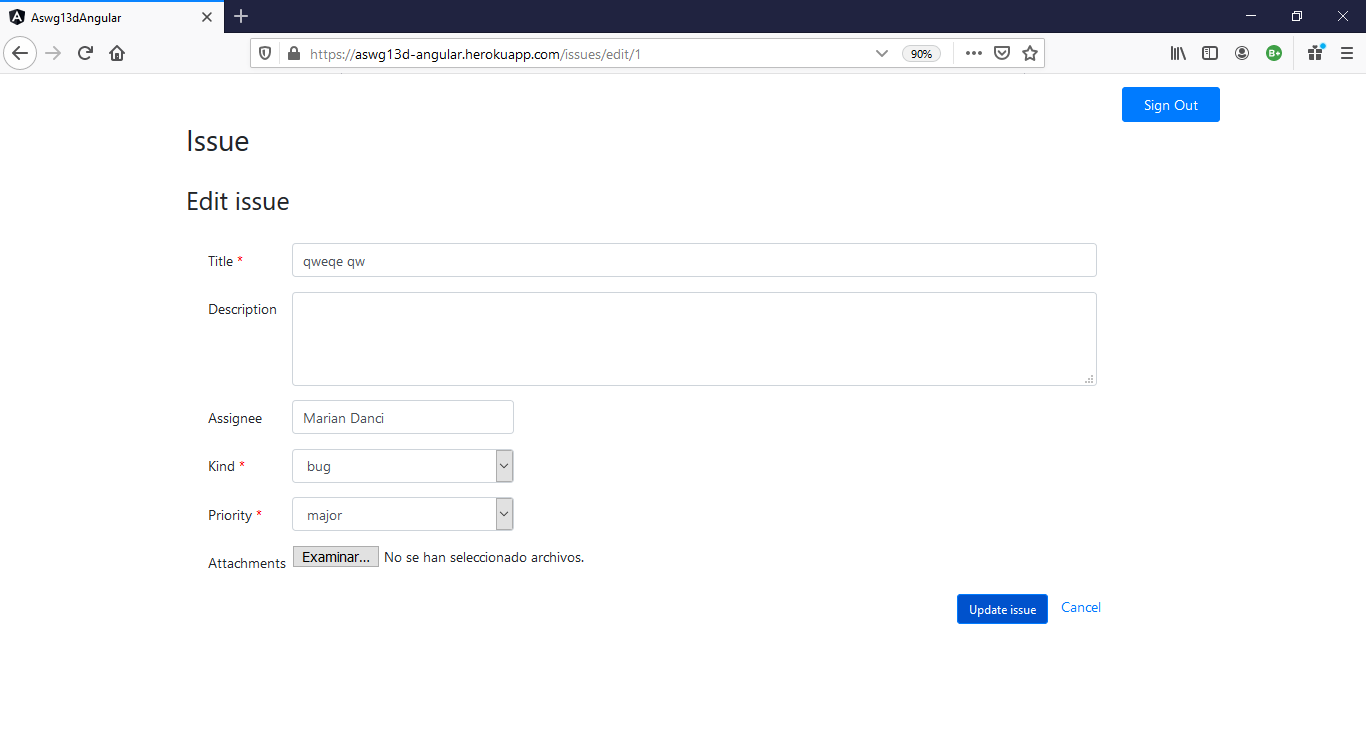 Aswg13dAngular
https://aswg13d-angular.herokuapp.com/issues/edit/1
90%
B+
Sign Out
Issue
Edit issue
Title *
qweqe qw
Description
Assignee
Marian Danci
Kind *
bug
Priority *
major
Attachments
Examinar... No se han seleccionado archivos.
Update issue
Cancel